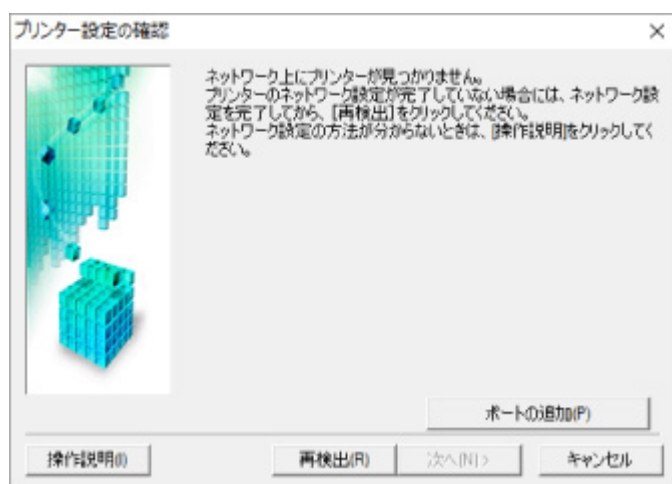 プリンター設定の確認
ネットワーク上にプリンターが見つかりません。
プリンターのネットワーク設定が完了していない場合には、ネットワーク設
定を完了してから、[再検出]をクリックしてください。
ネットワーク設定の方法が分からないときは、[操作説明]をクリックしてく
ださい。
ポートの追加(P)
操作説明(I)
再検出(R)
次へ(N) >
キャンセル